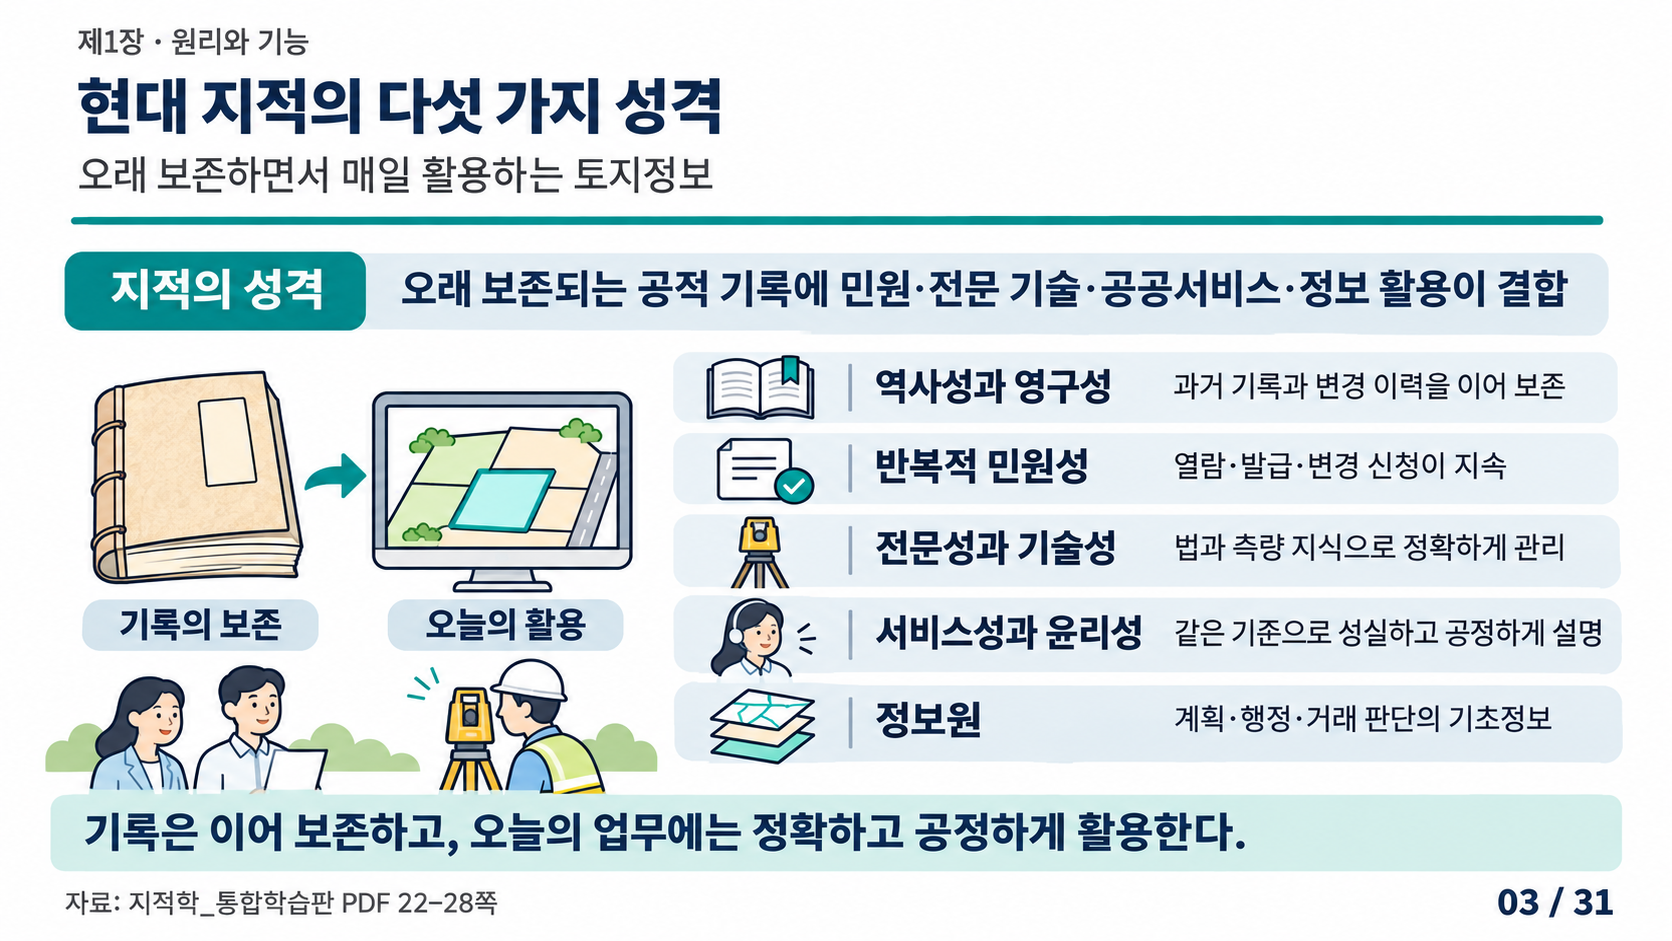 제1장 · 원리와 기능
현대 지적의 다섯 가지 성격
오래 보존하면서 매일 활용하는 토지정보
지적의 성격
오래 보존되는 공적 기록에 민원·전문 기술·공공서비스·정보 활용이 결합
기록의 보존
오늘의 활용
역사성과 영구성
과거 기록과 변경 이력을 이어 보존
반복적 민원성
열람·발급·변경 신청이 지속
전문성과 기술성
법과 측량 지식으로 정확하게 관리
서비스성과 윤리성
같은 기준으로 성실하고 공정하게 설명
정보원
계획·행정·거래 판단의 기초정보
기록은 이어 보존하고, 오늘의 업무에는 정확하고 공정하게 활용한다.
자료: 지적학_통합학습판 PDF 22–28쪽
03 / 31